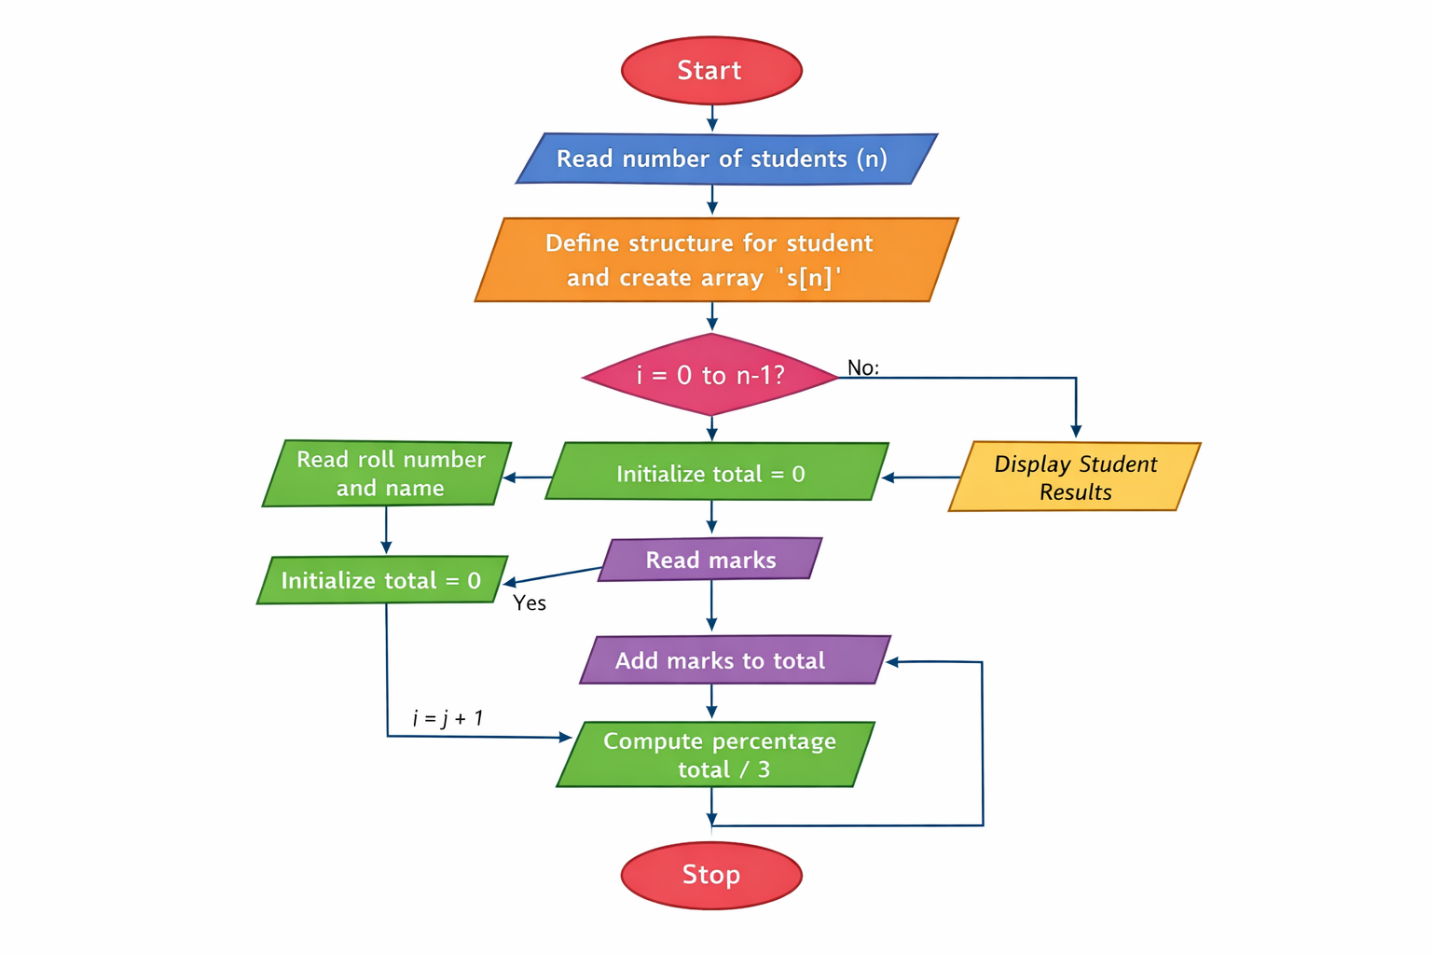 Start
Read number of students (n)
Define structure for student
and create array 's[n]'
i = 0 to n-1?
No:
Read roll number
and name
Initialize total = 0
Display Student
Results
Initialize total = 0
Read marks
Yes
Add marks to total
i = j + 1
Compute percentage
total / 3
Stop